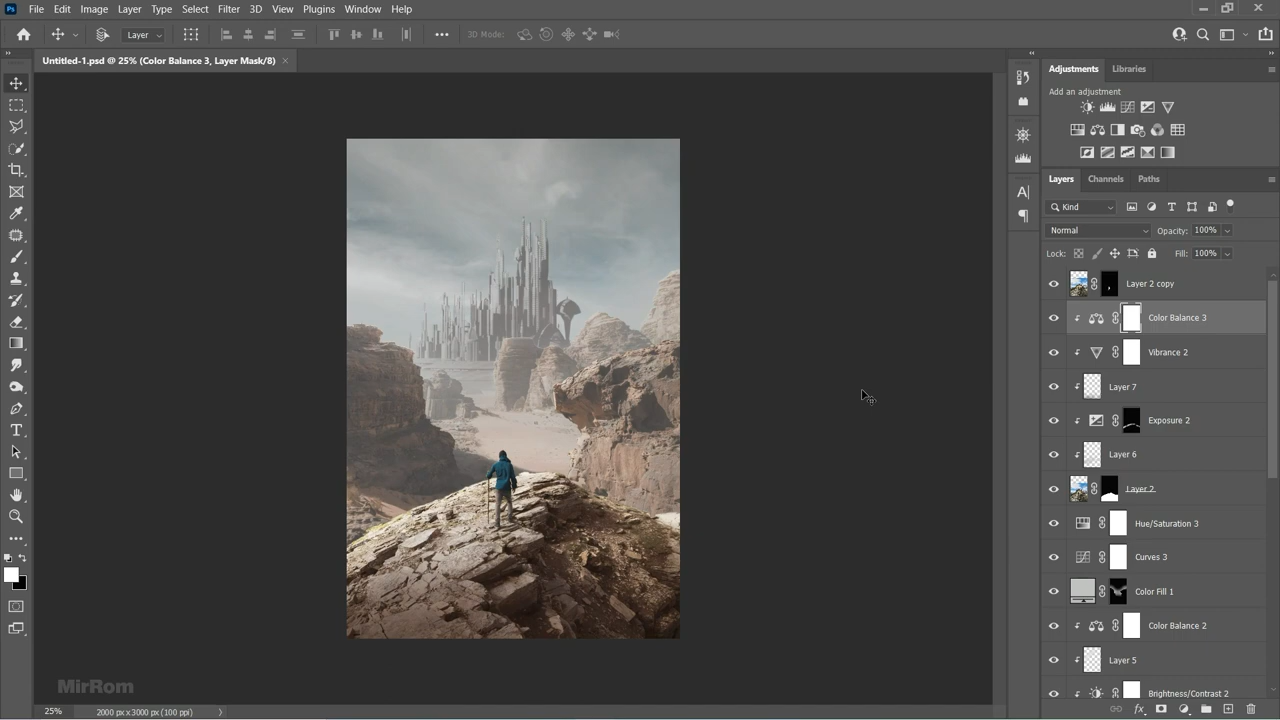 Ps File Edit Image Layer Type Select Filter 3D View Plugins Window Help
Layer
3D Mode:
Untitled-1.psd @ 25% (Color Balance 3, Layer Mask/8) ×
Adjustments Libraries
Add an adjustment
Layers Channels Paths
Kind
Normal Opacity: 100%
Lock: Fill: 100%
Layer 2 copy
Color Balance 3
Vibrance 2
Layer 7
Exposure 2
Layer 6
Layer 2
Hue/Saturation 3
Curves 3
Color Fill 1
Color Balance 2
Layer 5
Brightness/Contrast 2
MirRom
25% 2000 px x 3000 px (100 ppi)